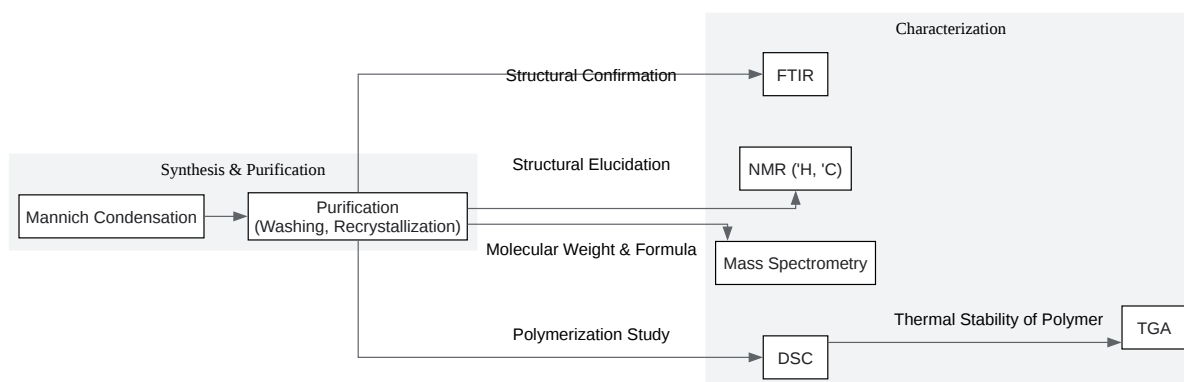 Characterization
Structural Confirmation
FTIR
Synthesis & Purification
Structural Elucidation
NMR ('H, 'C)
Mannich Condensation
Purification
(Washing, Recrystallization)
Molecular Weight & Formula
Mass Spectrometry
Polymerization Study
DSC
Thermal Stability of Polymer
TGA